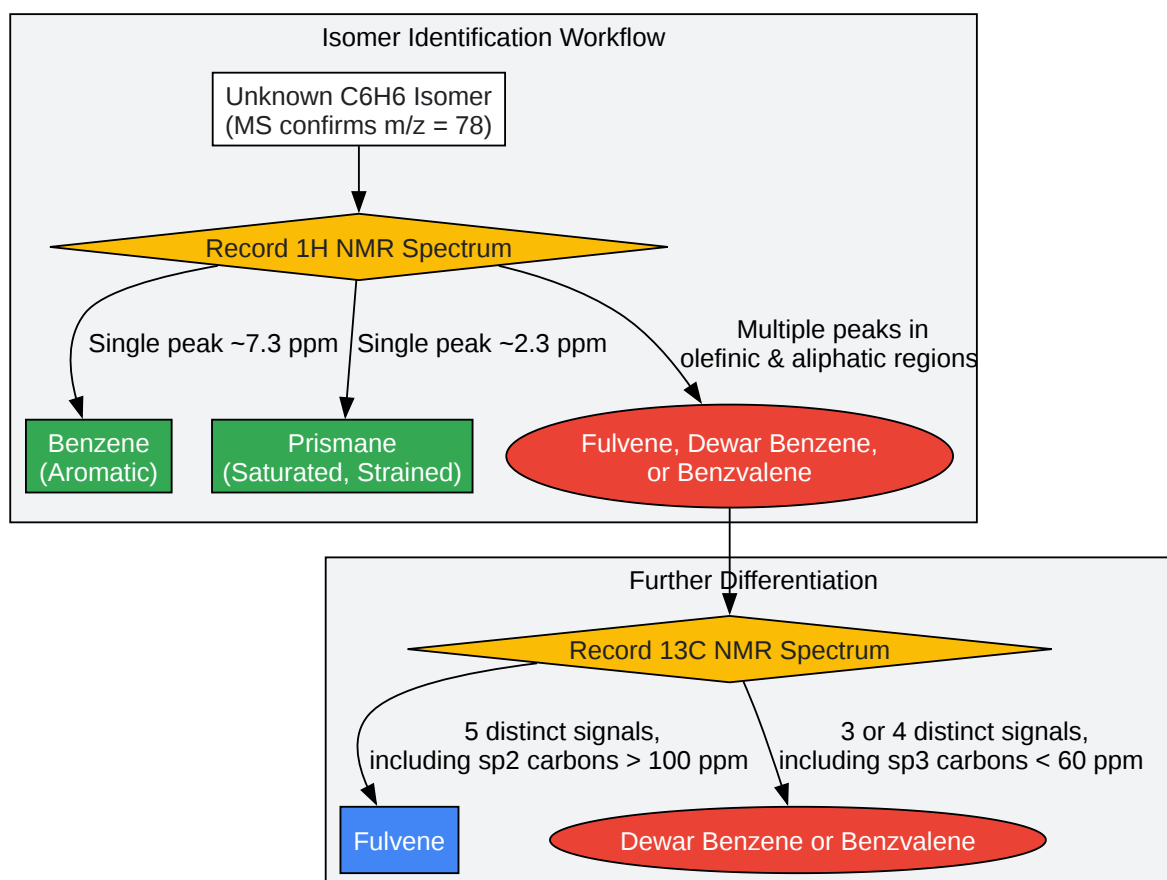 Isomer Identification Workflow
Unknown C6H6 Isomer
(MS confirms m/z = 78)
Record 1H NMR Spectrum
Single peak ~7.3 ppm
Single peak ~2.3 ppm
Multiple peaks in
olefinic & aliphatic regions
Benzene
(Aromatic)
Prismane
(Saturated, Strained)
Fulvene, Dewar Benzene,
or Benzvalene
Further Differentiation
Record 13C NMR Spectrum
5 distinct signals,
including sp2 carbons > 100 ppm
3 or 4 distinct signals,
including sp3 carbons < 60 ppm
Fulvene
Dewar Benzene or Benzvalene